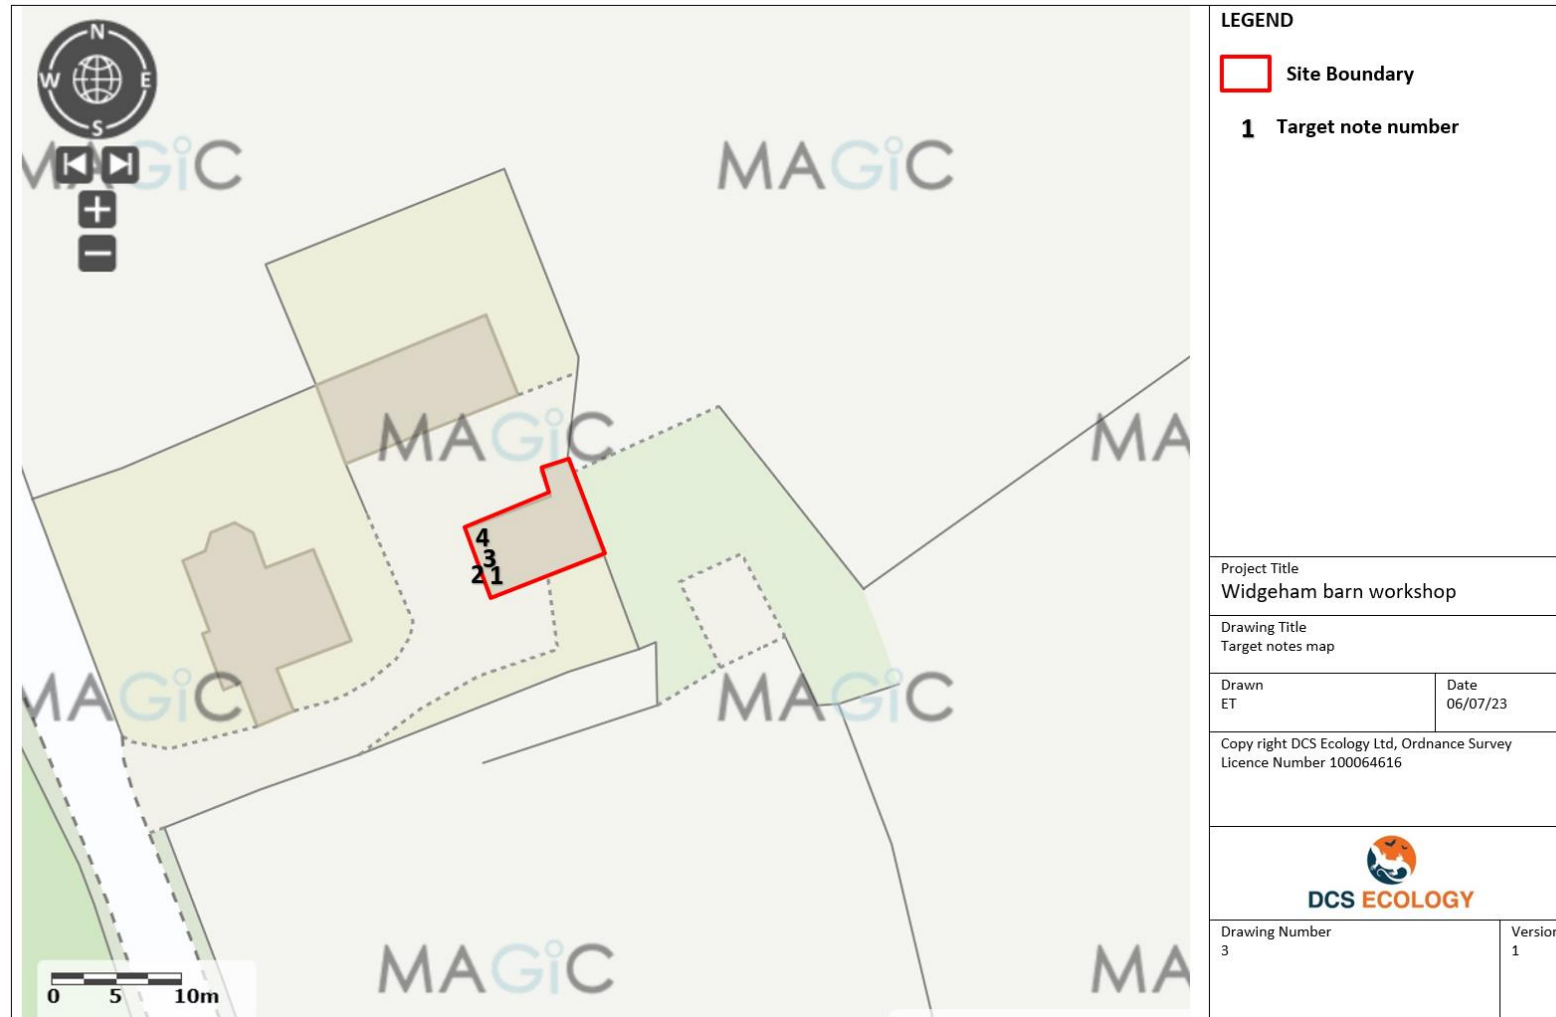 N
W
E
S
MAGiC
MAGiC
MAGiC
MA
4
3
2 1
MAGiC
MAGiC
MAGiC
MA
0 5 10m
LEGEND
Site Boundary
1 Target note number
Project Title
Widgeham barn workshop
Drawing Title
Target notes map
Drawn
ET
Date
06/07/23
Copy right DCS Ecology Ltd, Ordnance Survey
Licence Number 100064616
DCS ECOLOGY
Drawing Number
3
Version
1